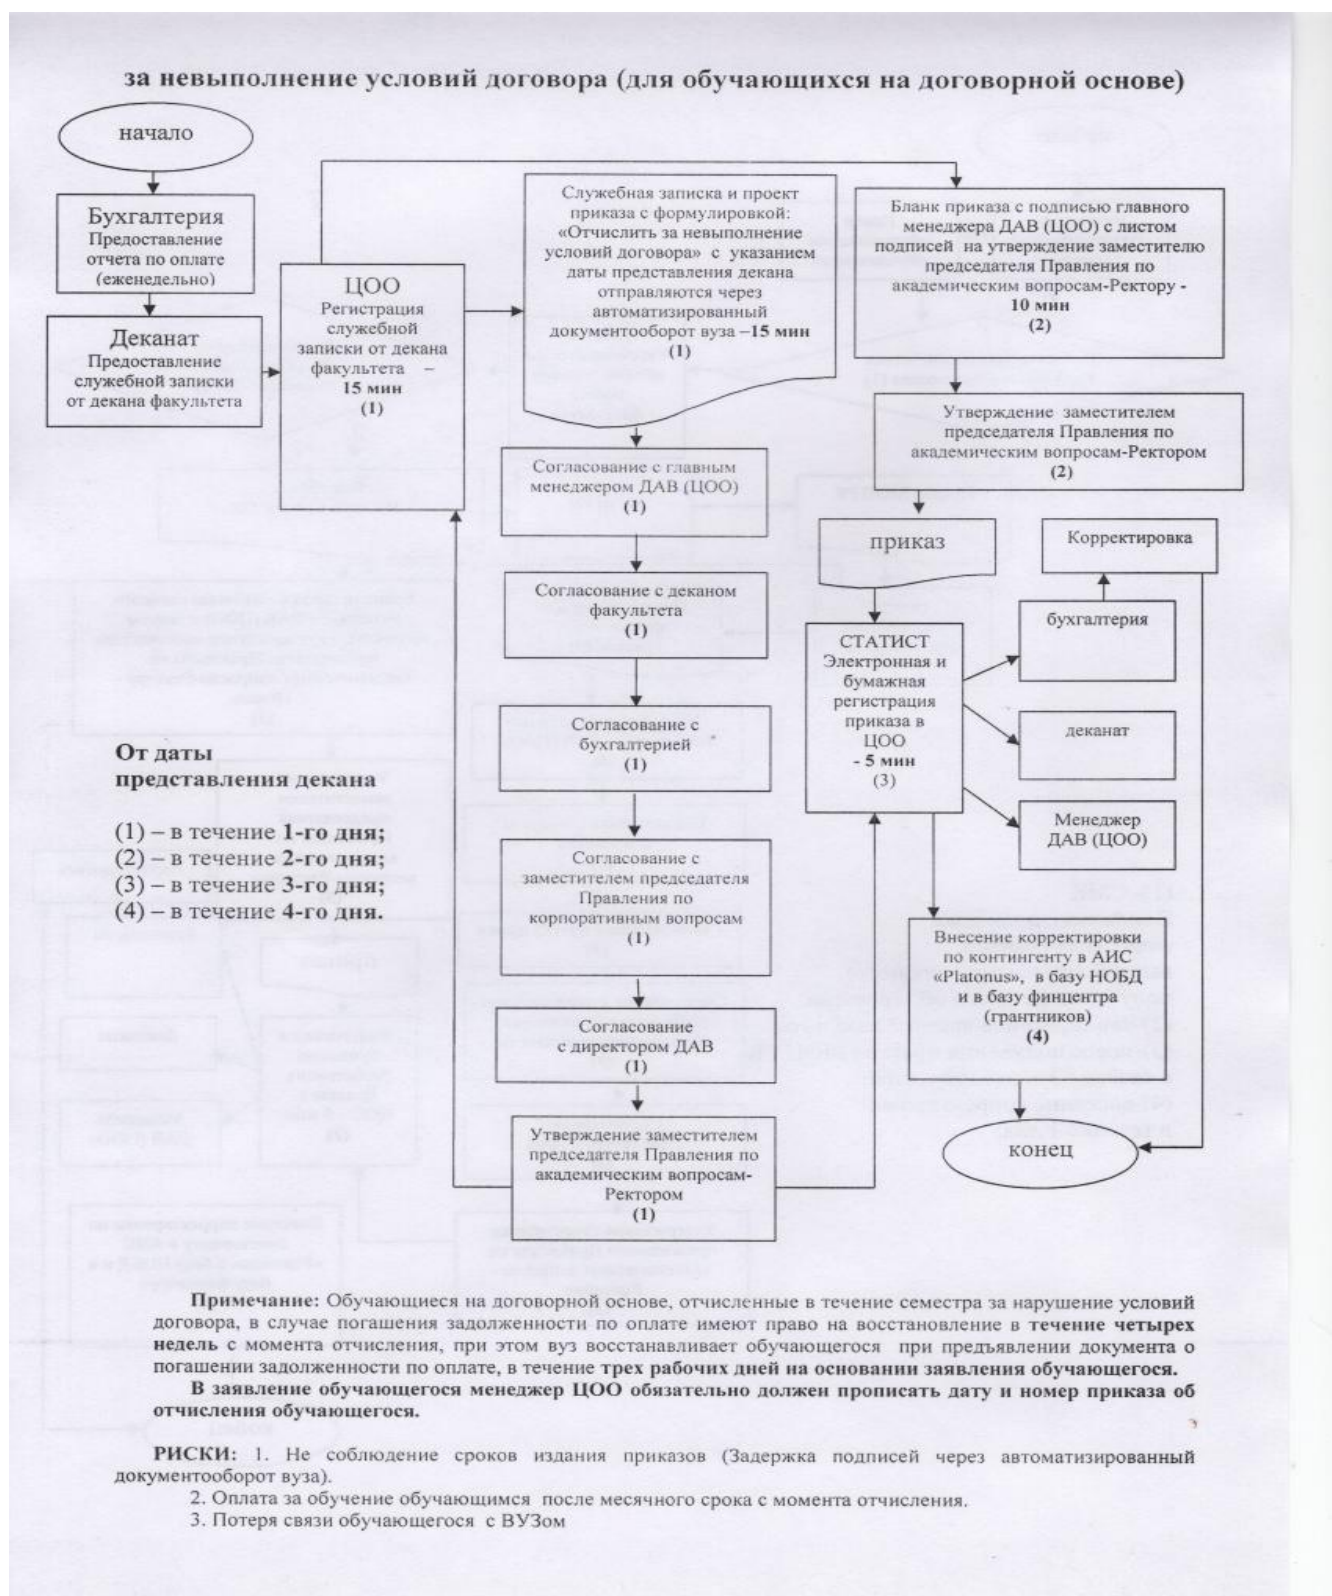 за невыполнение условий договора (для обучающихся на договорной основе)
начало
Бухгалтерия
Предоставление
отчета по оплате
(еженедельно)
Деканат
Предоставление
служебной записки
от декана факультета
ЦОО
Регистрация
служебной
записки от декана
факультета –
15 мин
(1)
Служебная записка и проект
приказа с формулировкой:
«Отчислить за невыполнение
условий договора» с указанием
даты представления декана
отправляются через
автоматизированный
документооборот вуза –15 мин
(1)
Согласование с главным
менеджером ДАВ (ЦОО)
(1)
Согласование с деканом
факультета
(1)
Согласование с
бухгалтерией
(1)
Согласование с
заместителем председателя
Правления по
корпоративным вопросам
(1)
Согласование
с директором ДАВ
(1)
Утверждение заместителем
председателя Правления по
академическим вопросам-
Ректором
(1)
Бланк приказа с подписью главного
менеджера ДАВ (ЦОО) с листом
подписей на утверждение заместителю
председателя Правления по
академическим вопросам-Ректору -
10 мин
(2)
Утверждение заместителем
председателя Правления по
академическим вопросам-Ректором
(2)
приказ
Корректировка
СТАТИСТ
Электронная и
бумажная
регистрация
приказа в
ЦОО
- 5 мин
(3)
бухгалтерия
деканат
Менеджер
ДАВ (ЦОО)
Внесение корректировки
по контингенту в АИС
«Platonus», в базу НОБД
и в базу финцентра
(грантников)
(4)
конец
От даты
представления декана
(1) – в течение 1-го дня;
(2) – в течение 2-го дня;
(3) – в течение 3-го дня;
(4) – в течение 4-го дня.
Примечание: Обучающиеся на договорной основе, отчисленные в течение семестра за нарушение условий
договора, в случае погашения задолженности по оплате имеют право на восстановление в течение четырех
недель с момента отчисления, при этом вуз восстанавливает обучающегося при предъявлении документа о
погашении задолженности по оплате, в течение трех рабочих дней на основании заявления обучающегося.
В заявление обучающегося менеджер ЦОО обязательно должен прописать дату и номер приказа об
отчисления обучающегося.
РИСКИ: 1. Не соблюдение сроков издания приказов (Задержка подписей через автоматизированный
документооборот вуза).
2. Оплата за обучение обучающимся после месячного срока с момента отчисления.
3. Потеря связи обучающегося с ВУЗом